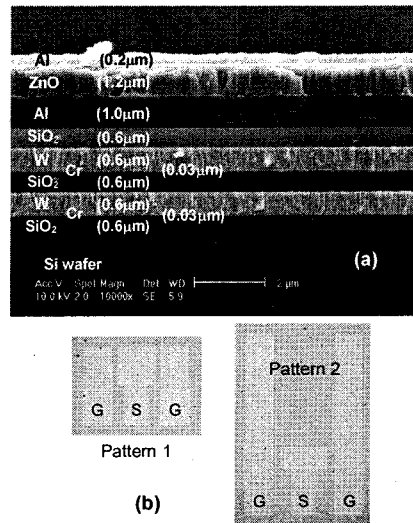 Al (0.2μm)
ZnO (1.2μm)
Al (1.0μm)
SiO₂ (0.6μm)
W (0.6μm)
Cr (0.03μm)
SiO₂ (0.6μm)
W (0.6μm)
Cr (0.03μm)
SiO₂ (0.6μm)
Si wafer
(a)
Acc.V Spot Magn Det WD
10.0 kV 2.0 10000x SE 5.9 2 μm
Pattern 2
G S G
Pattern 1
G S G
(b)